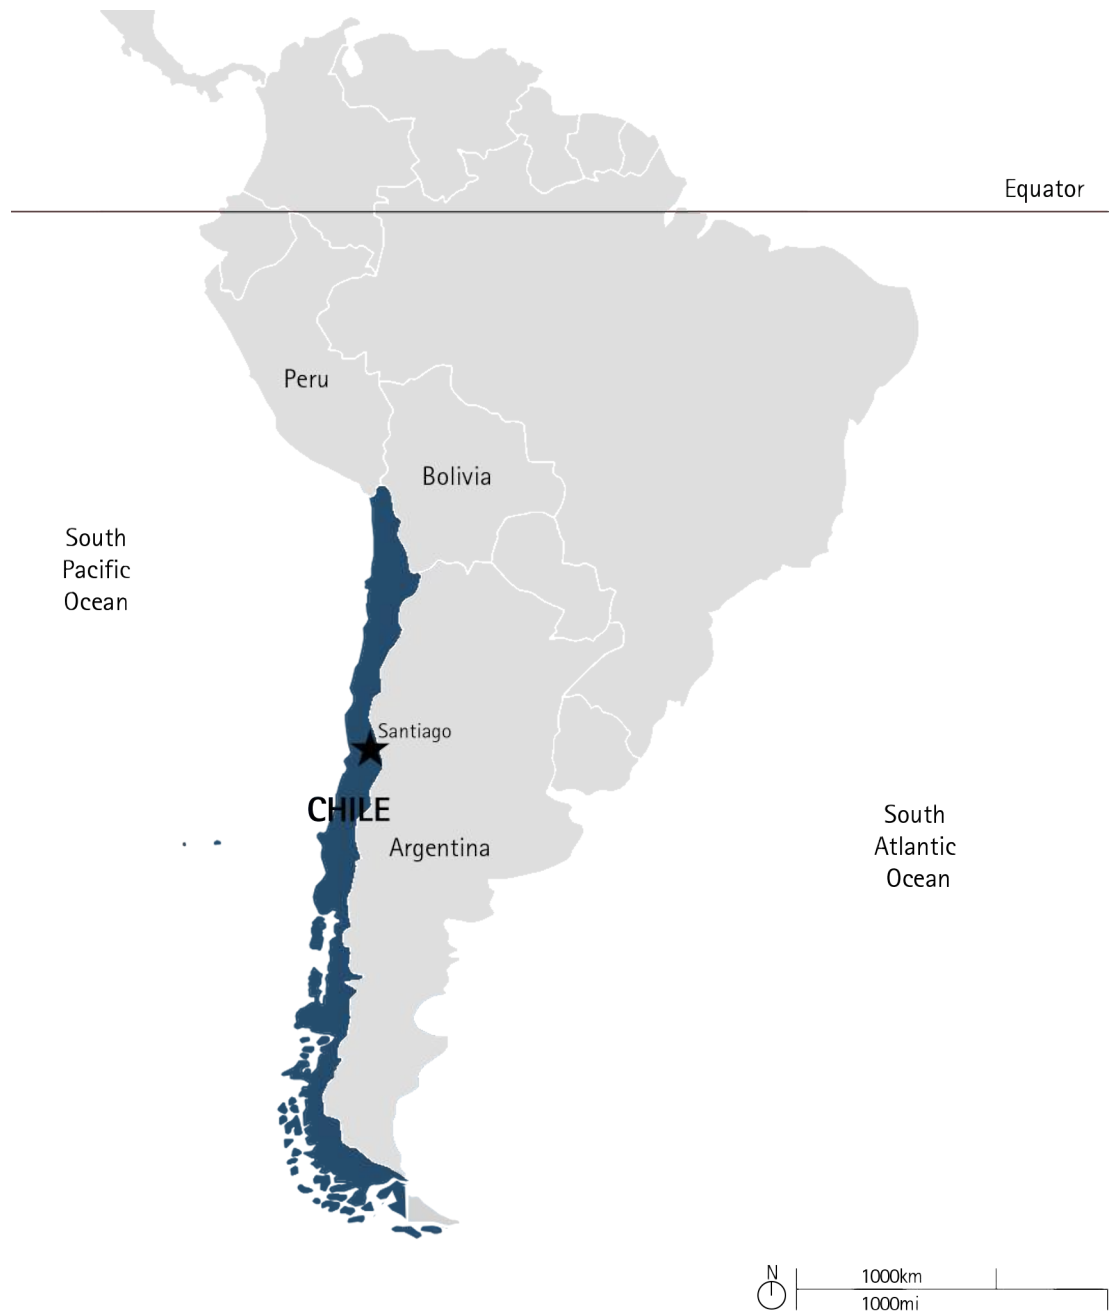 Equator
Peru
Bolivia
South
Pacific
Ocean
Santiago
CHILE
Argentina
South
Atlantic
Ocean
N
1000km
1000mi